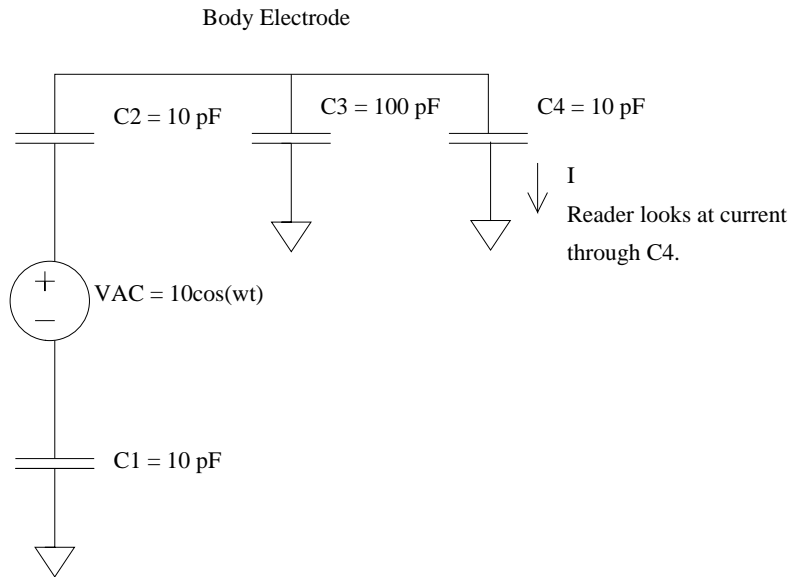 Body Electrode
C2 = 10 pF
C3 = 100 pF
C4 = 10 pF
I
Reader looks at current
through C4.
+
VAC = 10cos(wt)
−
C1 = 10 pF